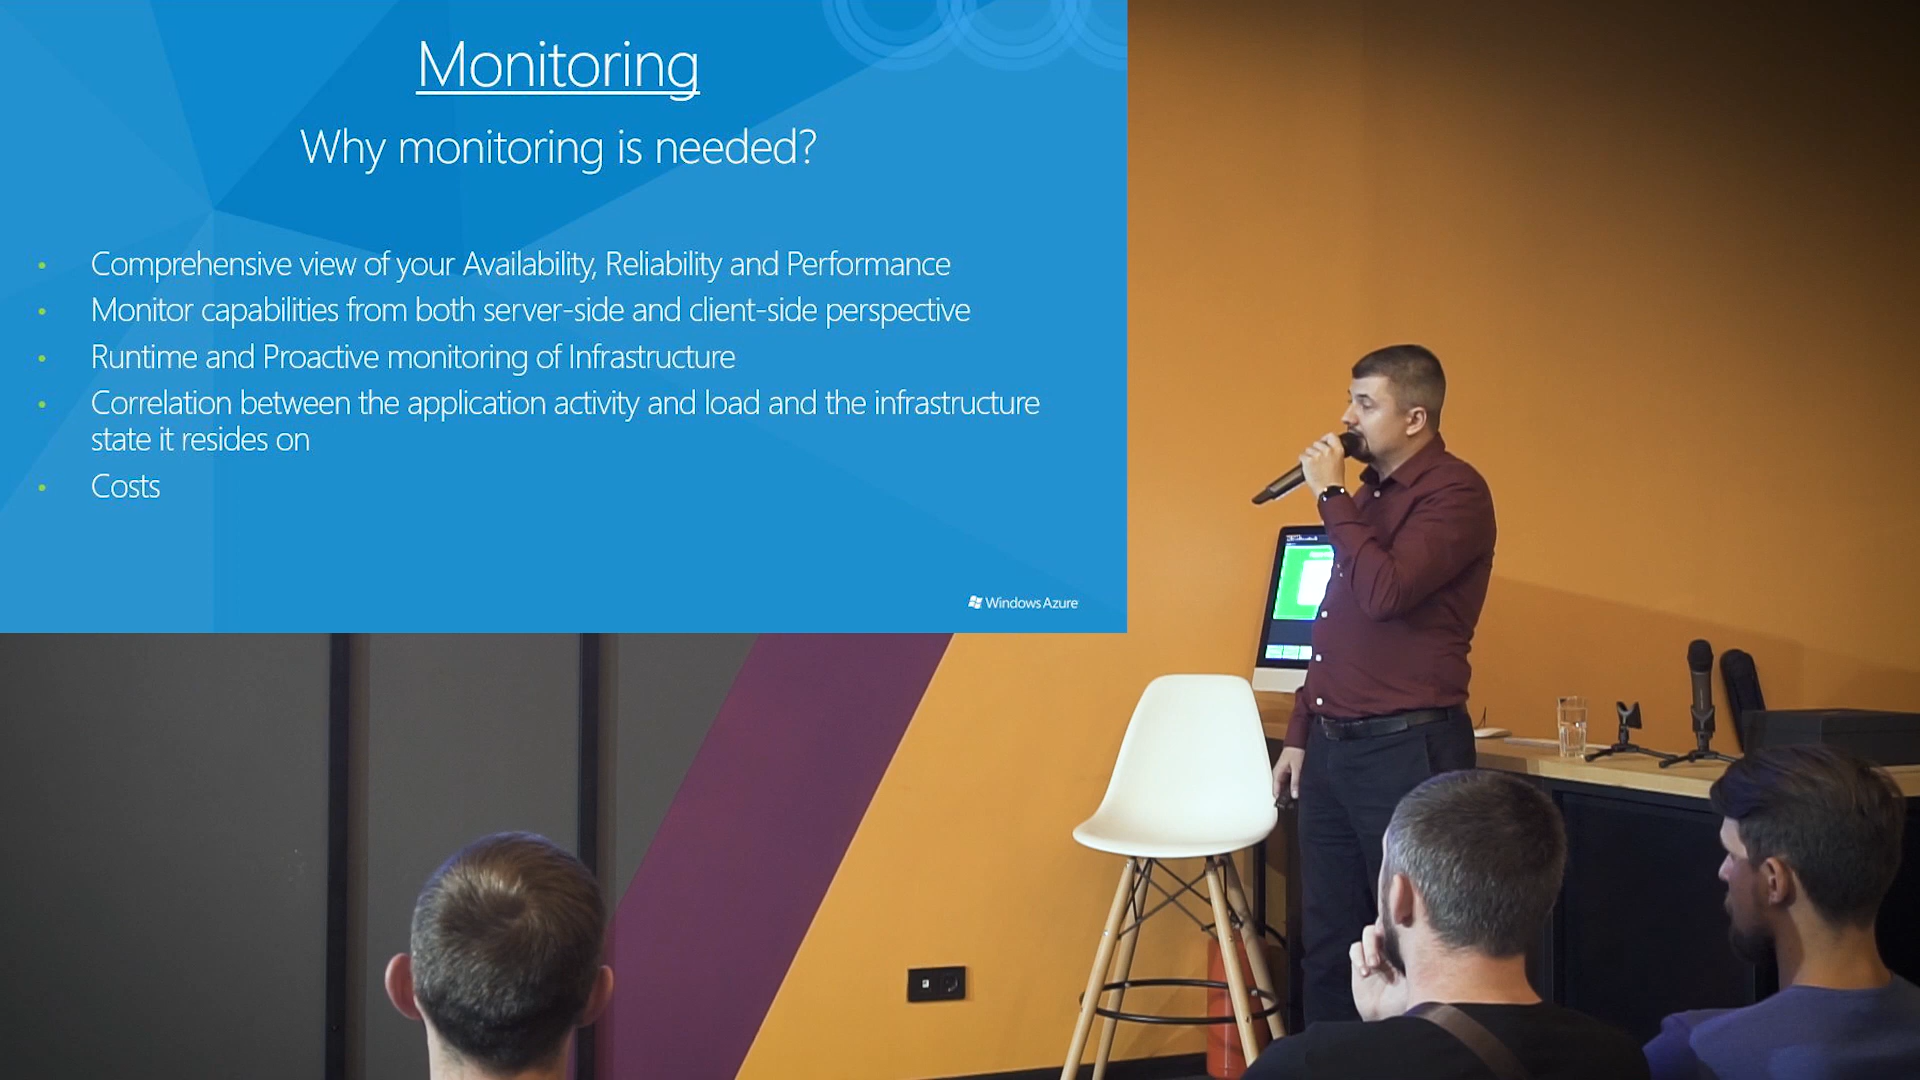 Monitoring
Why monitoring is needed?
• Comprehensive view of your Availability, Reliability and Performance
• Monitor capabilities from both server-side and client-side perspective
• Runtime and Proactive monitoring of Infrastructure
• Correlation between the application activity and load and the infrastructure
state it resides on
• Costs
Windows Azure